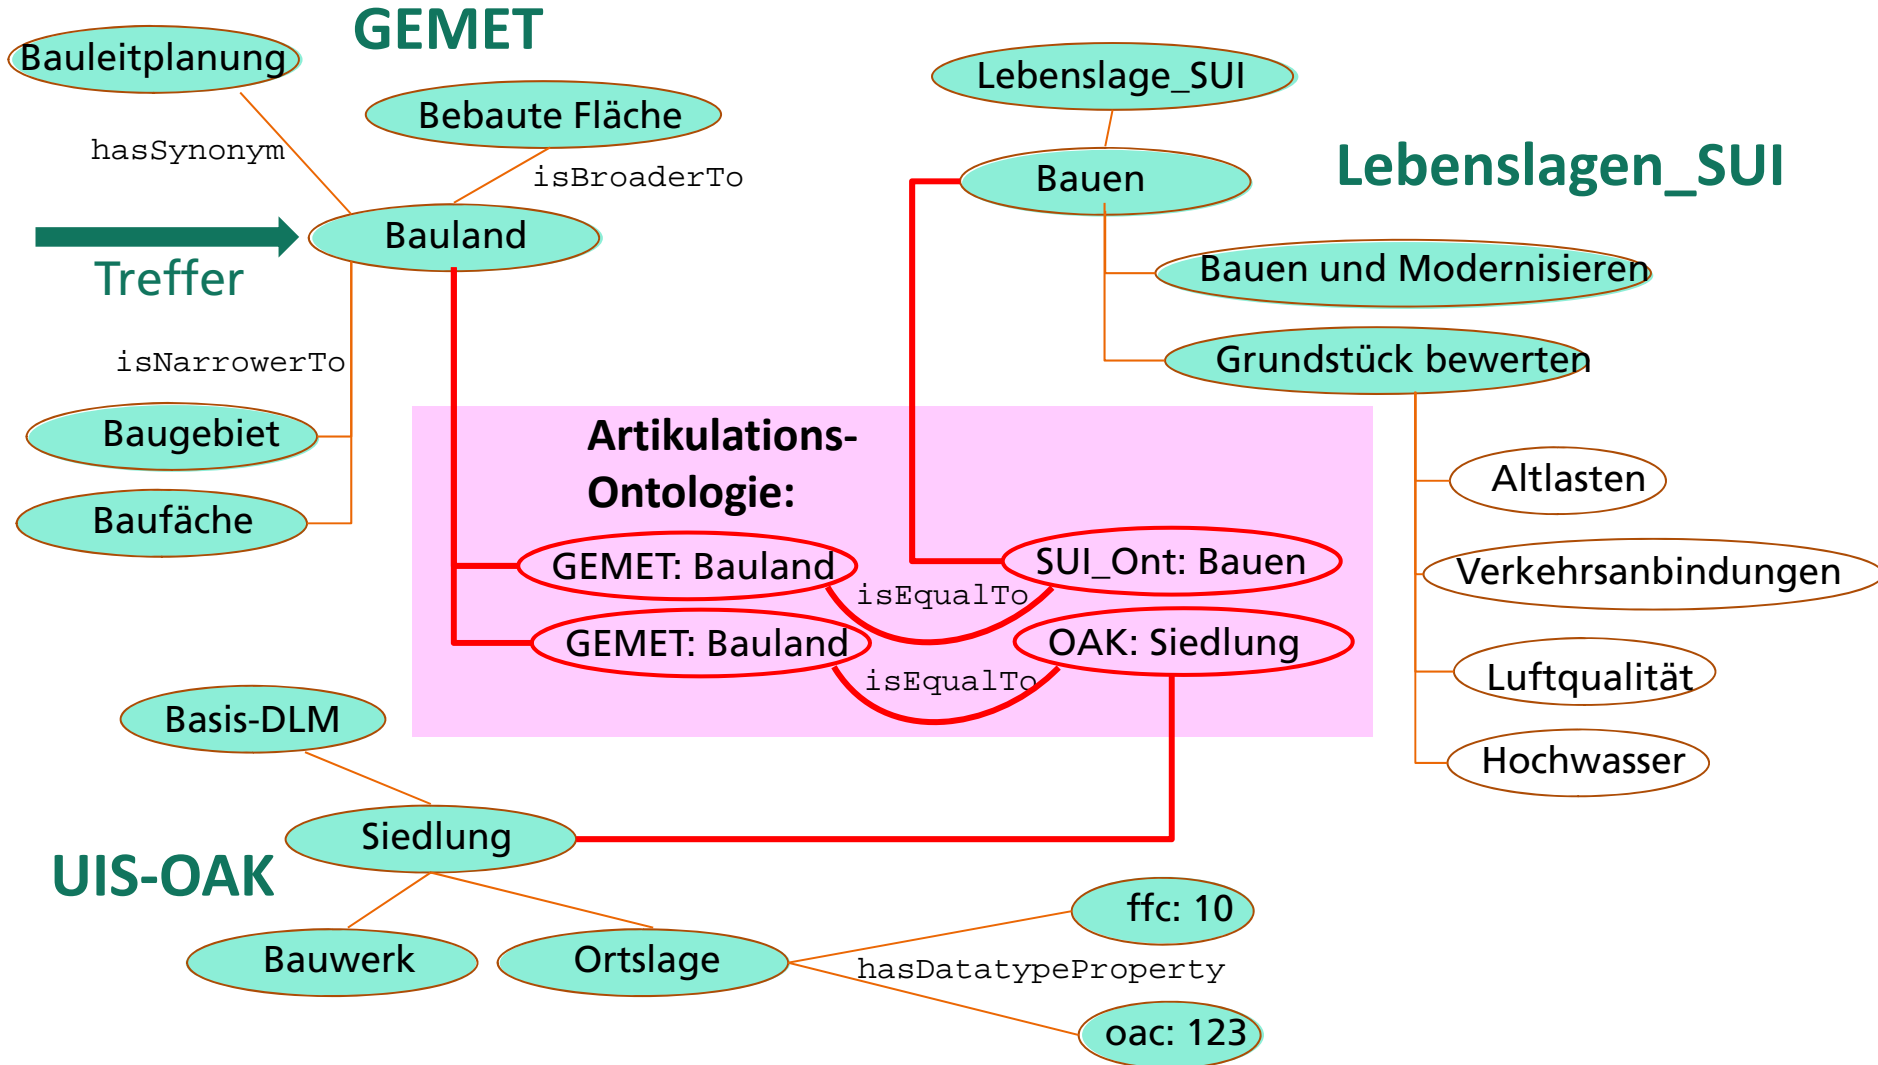 GEMET
Bauleitplanung
Bebaute Fläche
hasSynonym
isBroaderTo
Bauland
Treffer
isNarrowerTo
Baugebiet
Baufäche
Lebenslage_SUI
Lebenslagen_SUI
Bauen
Bauen und Modernisieren
Grundstück bewerten
Altlasten
Verkehrsanbindungen
Luftqualität
Hochwasser
Artikulations-
Ontologie:
GEMET: Bauland
isEqualTo
SUI_Ont: Bauen
GEMET: Bauland
isEqualTo
OAK: Siedlung
Basis-DLM
Siedlung
UIS-OAK
Bauwerk
Ortslage
ffc: 10
hasDatatypeProperty
oac: 123